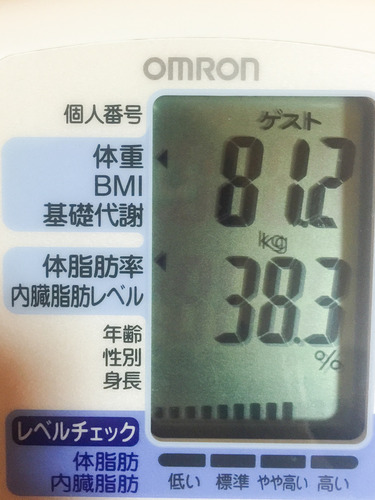 OMRON
個人番号
ゲスト
体重
BMI
基礎代謝
81.2
Kg
体脂肪率
内臓脂肪レベル
38.3
%
年齢
性別
身長
レベルチェック
体脂肪
内臓脂肪
低い 標準 やや高い 高い